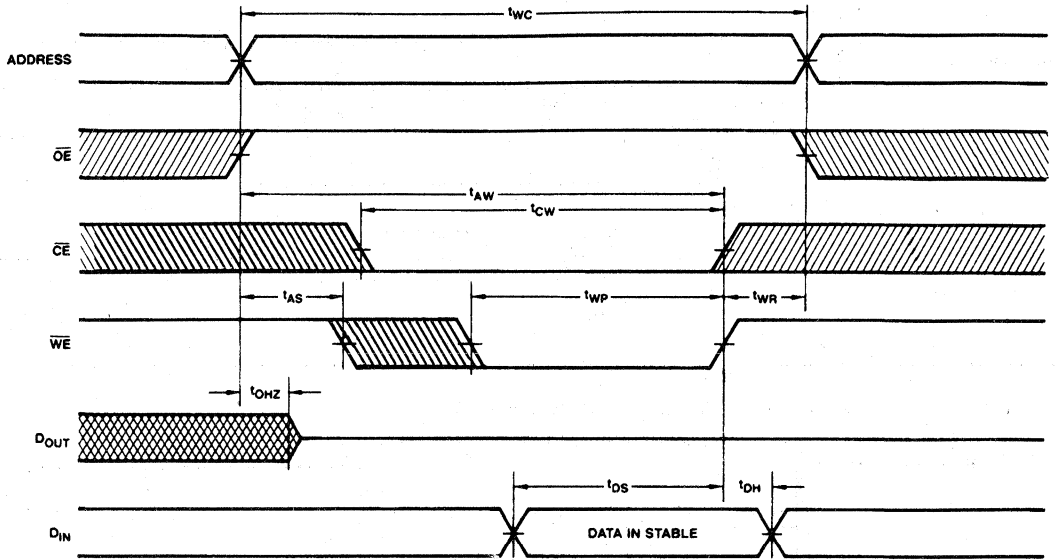 tWC
ADDRESS
OE
tAW
tCW
CE
tAS
tWP
tWR
WE
tOHZ
DOUT
tDS
tDH
DIN
DATA IN STABLE